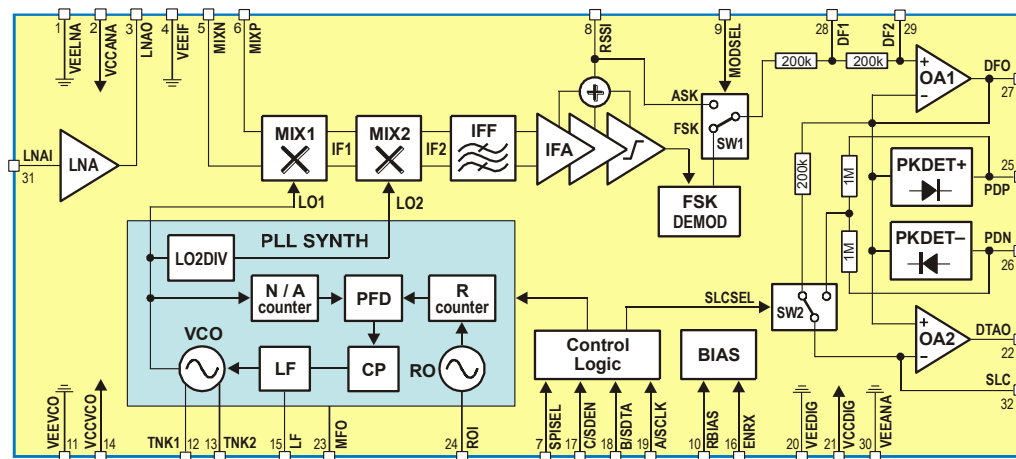 1
VEELNA
2
VCCANA
3
LNAO
4
VEEIF
5
MIXN
6
MIXP
8
RSSI
9
MODSEL
28
DF1
DF2
29
200k
200k
+
−
OA1
DFO
27
ASK
FSK
SW1
LNAI
31
LNA
MIX1
IF1
MIX2
IF2
IFF
IFA
+
FSK
DEMOD
200k
1M
1M
PKDET+
25
PDP
PKDET−
PDN
26
LO1
LO2
PLL SYNTH
LO2DIV
N / A
counter
PFD
R
counter
VCO
LF
CP
RO
SLCSEL
SW2
Control
Logic
BIAS
+
−
OA2
DTAO
22
SLC
32
VEEVCO
11
VCCVCO
14
TNK1
12
13
TNK2
15
LF
23
MFO
24
ROI
7
SPISEL
17
C/SDEN
18
B/SDTA
19
A/SCLK
10
RBIAS
16
ENRX
20
VEEDIG
21
VCCDIG
30
VEEANA